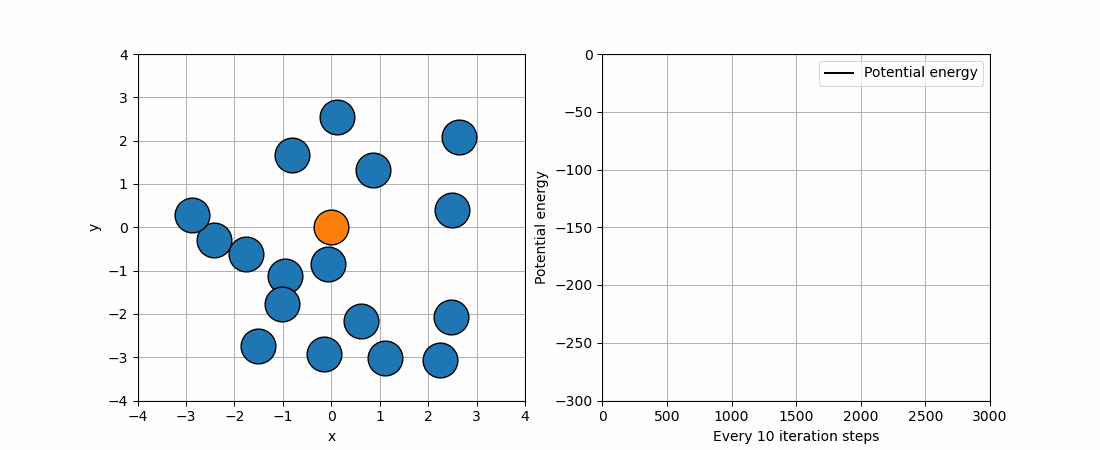 4
3
2
1
0
−1
−2
−3
−4
y
−4 −3 −2 −1 0 1 2 3 4
x
0
−50
−100
−150
−200
−250
−300
Potential energy
Potential energy
0 500 1000 1500 2000 2500 3000
Every 10 iteration steps